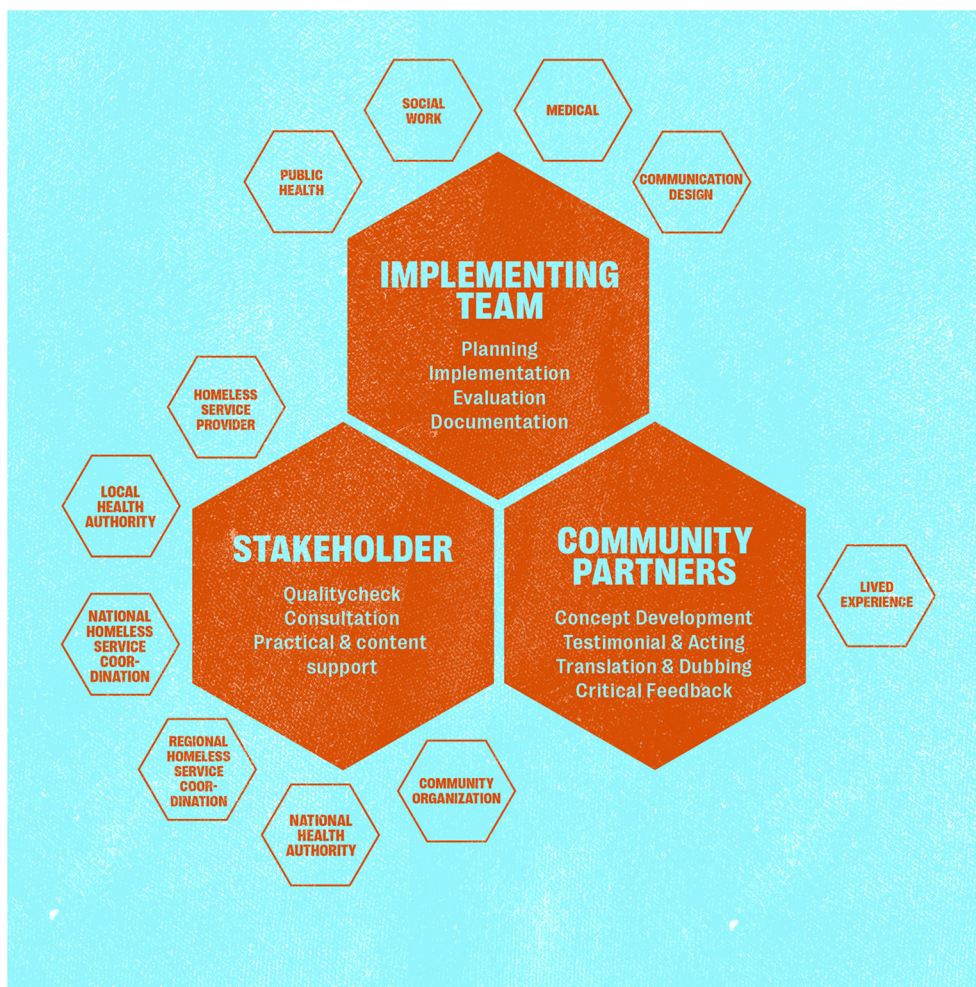 SOCIAL
WORK
MEDICAL
PUBLIC
HEALTH
COMMUNICATION
DESIGN
IMPLEMENTING
TEAM
Planning
Implementation
Evaluation
Documentation
HOMELESS
SERVICE
PROVIDER
LOCAL
HEALTH
AUTHORITY
NATIONAL
HOMELESS
SERVICE
COOR-
DINATION
REGIONAL
HOMELESS
SERVICE
COOR-
DINATION
NATIONAL
HEALTH
AUTHORITY
COMMUNITY
ORGANIZATION
STAKEHOLDER
Qualitycheck
Consultation
Practical & content
support
COMMUNITY
PARTNERS
Concept Development
Testimonial & Acting
Translation & Dubbing
Critical Feedback
LIVED
EXPERIENCE